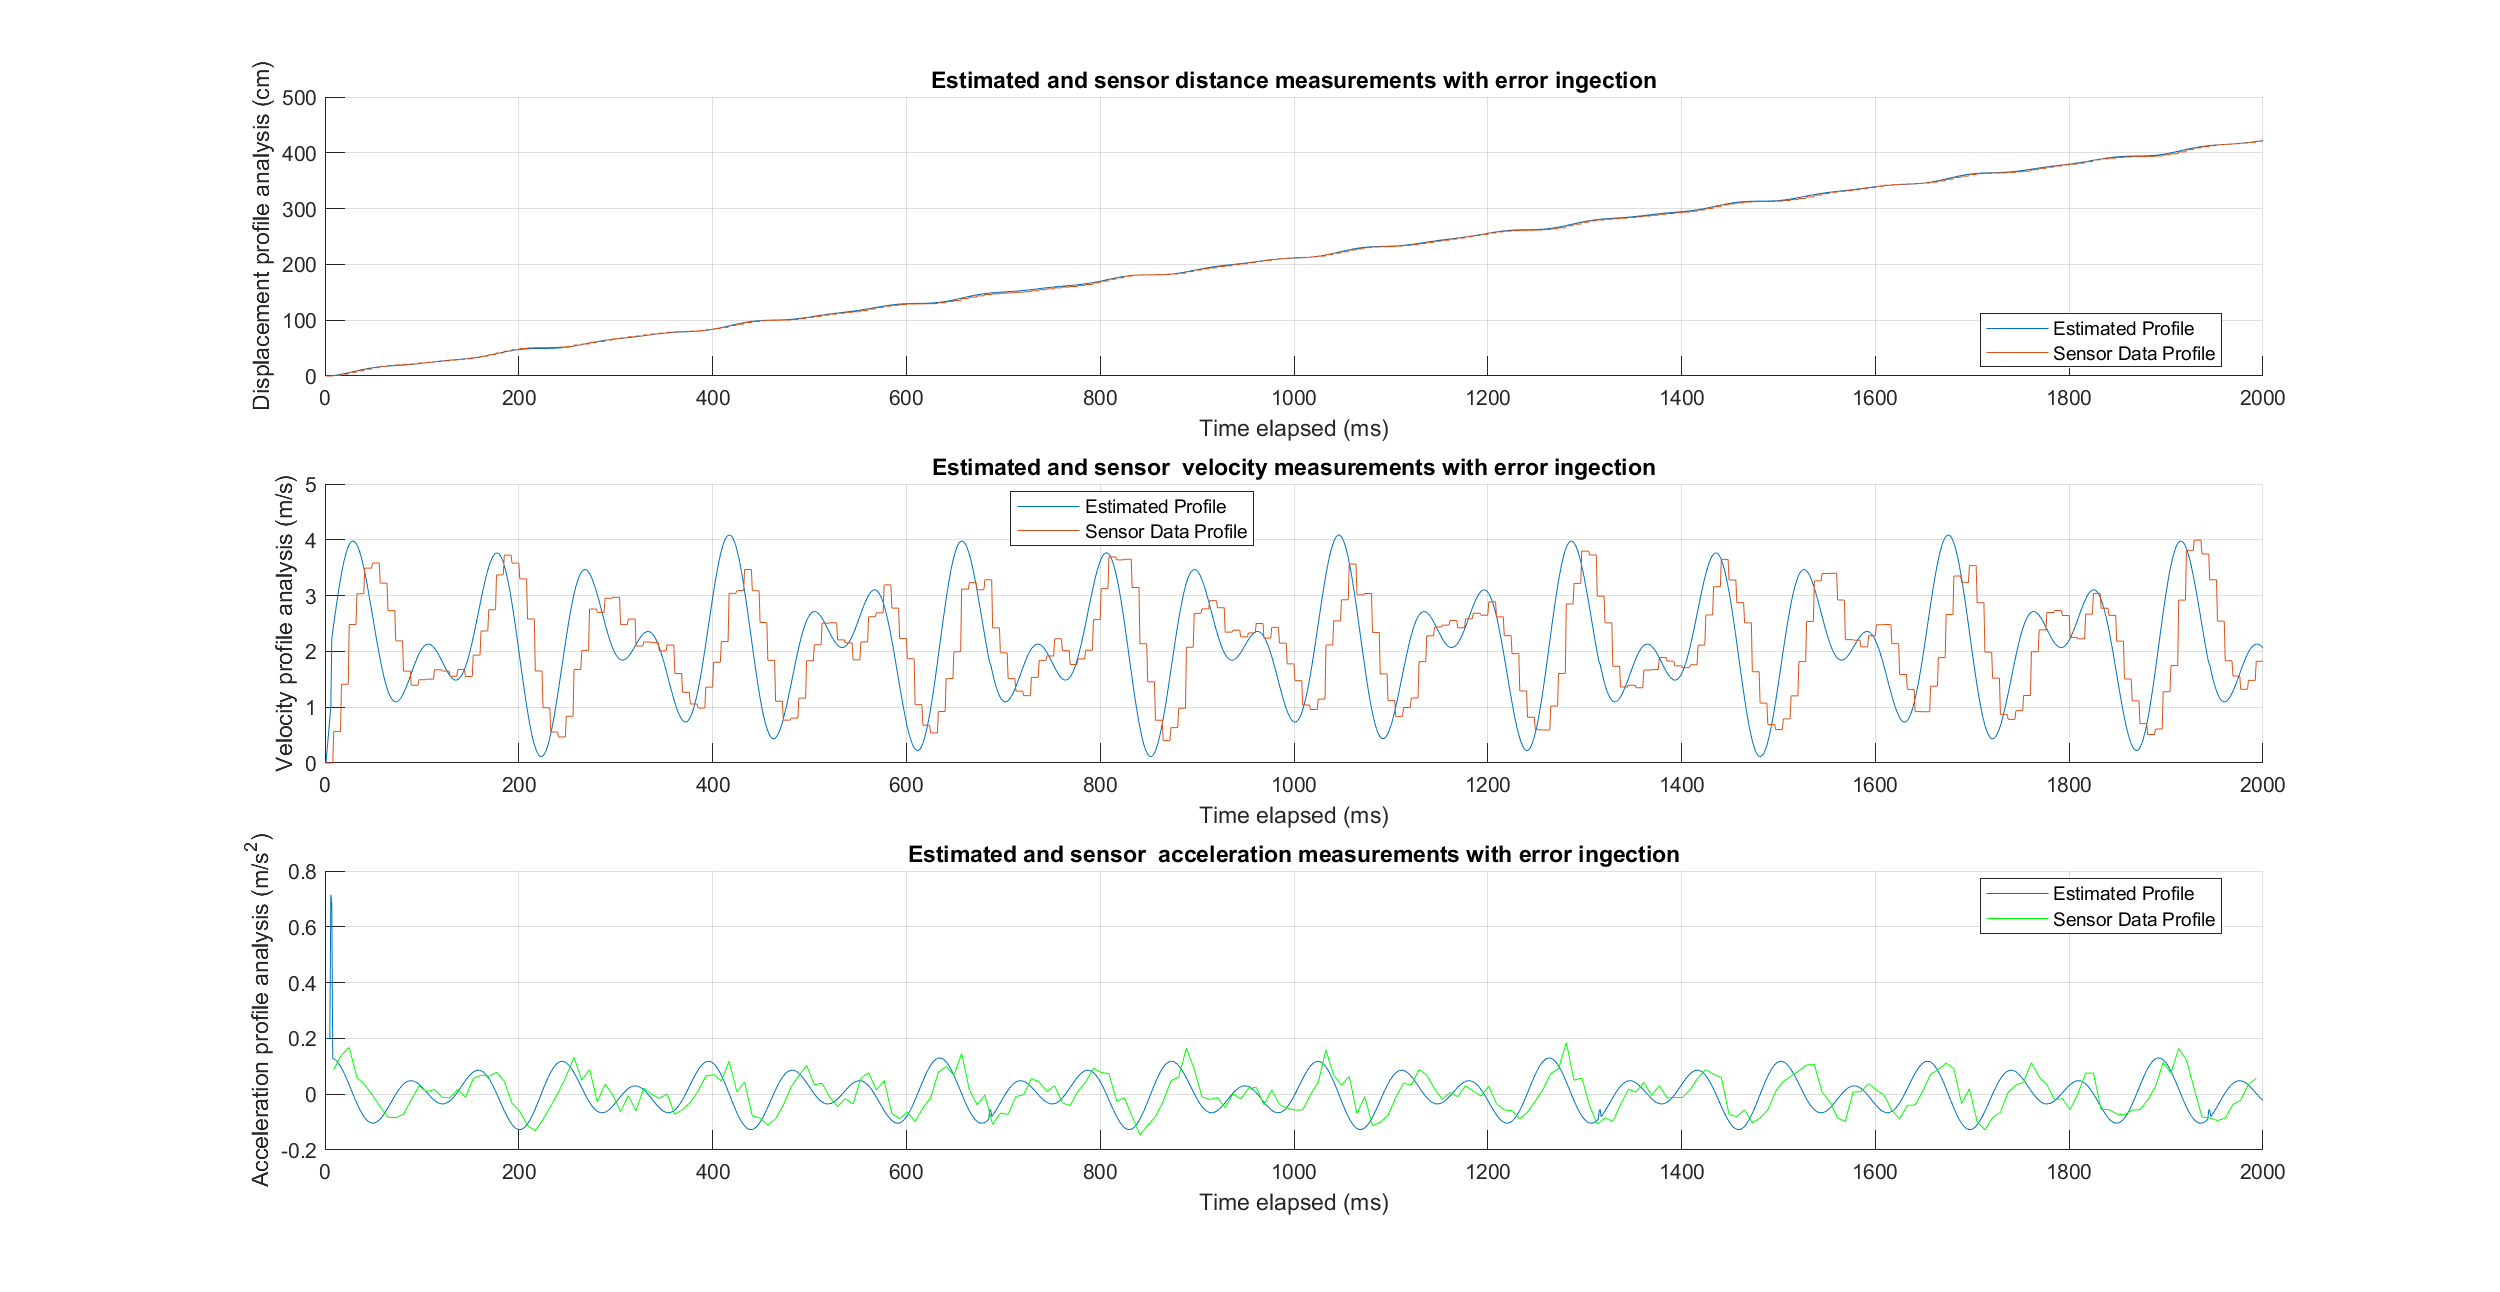 Estimated and sensor distance measurements with error ingection
Displacement profile analysis (cm)
500
400
300
200
100
0
0 200 400 600 800 1000 1200 1400 1600 1800 2000
Time elapsed (ms)
Estimated Profile
Sensor Data Profile
Estimated and sensor  velocity measurements with error ingection
Velocity profile analysis (m/s)
5
4
3
2
1
0
0 200 400 600 800 1000 1200 1400 1600 1800 2000
Time elapsed (ms)
Estimated Profile
Sensor Data Profile
Estimated and sensor  acceleration measurements with error ingection
Acceleration profile analysis (m/s²)
0.8
0.6
0.4
0.2
0
-0.2
0 200 400 600 800 1000 1200 1400 1600 1800 2000
Time elapsed (ms)
Estimated Profile
Sensor Data Profile